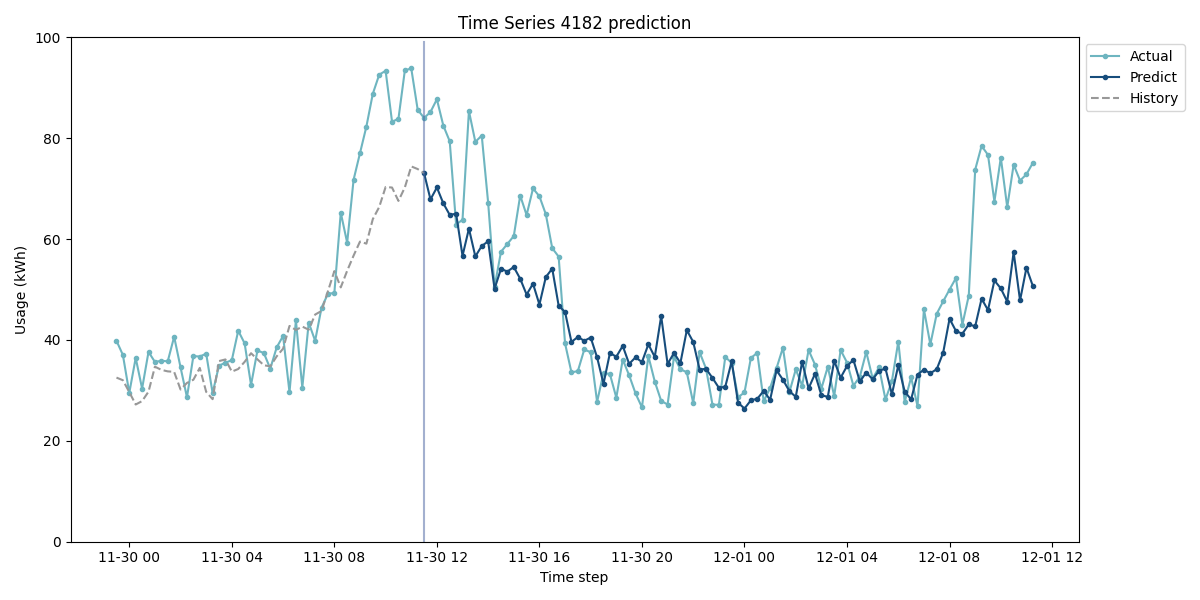 Time Series 4182 prediction
Actual
Predict
History
Usage (kWh)
100
80
60
40
20
0
11-30 00
11-30 04
11-30 08
11-30 12
11-30 16
11-30 20
12-01 00
12-01 04
12-01 08
12-01 12
Time step